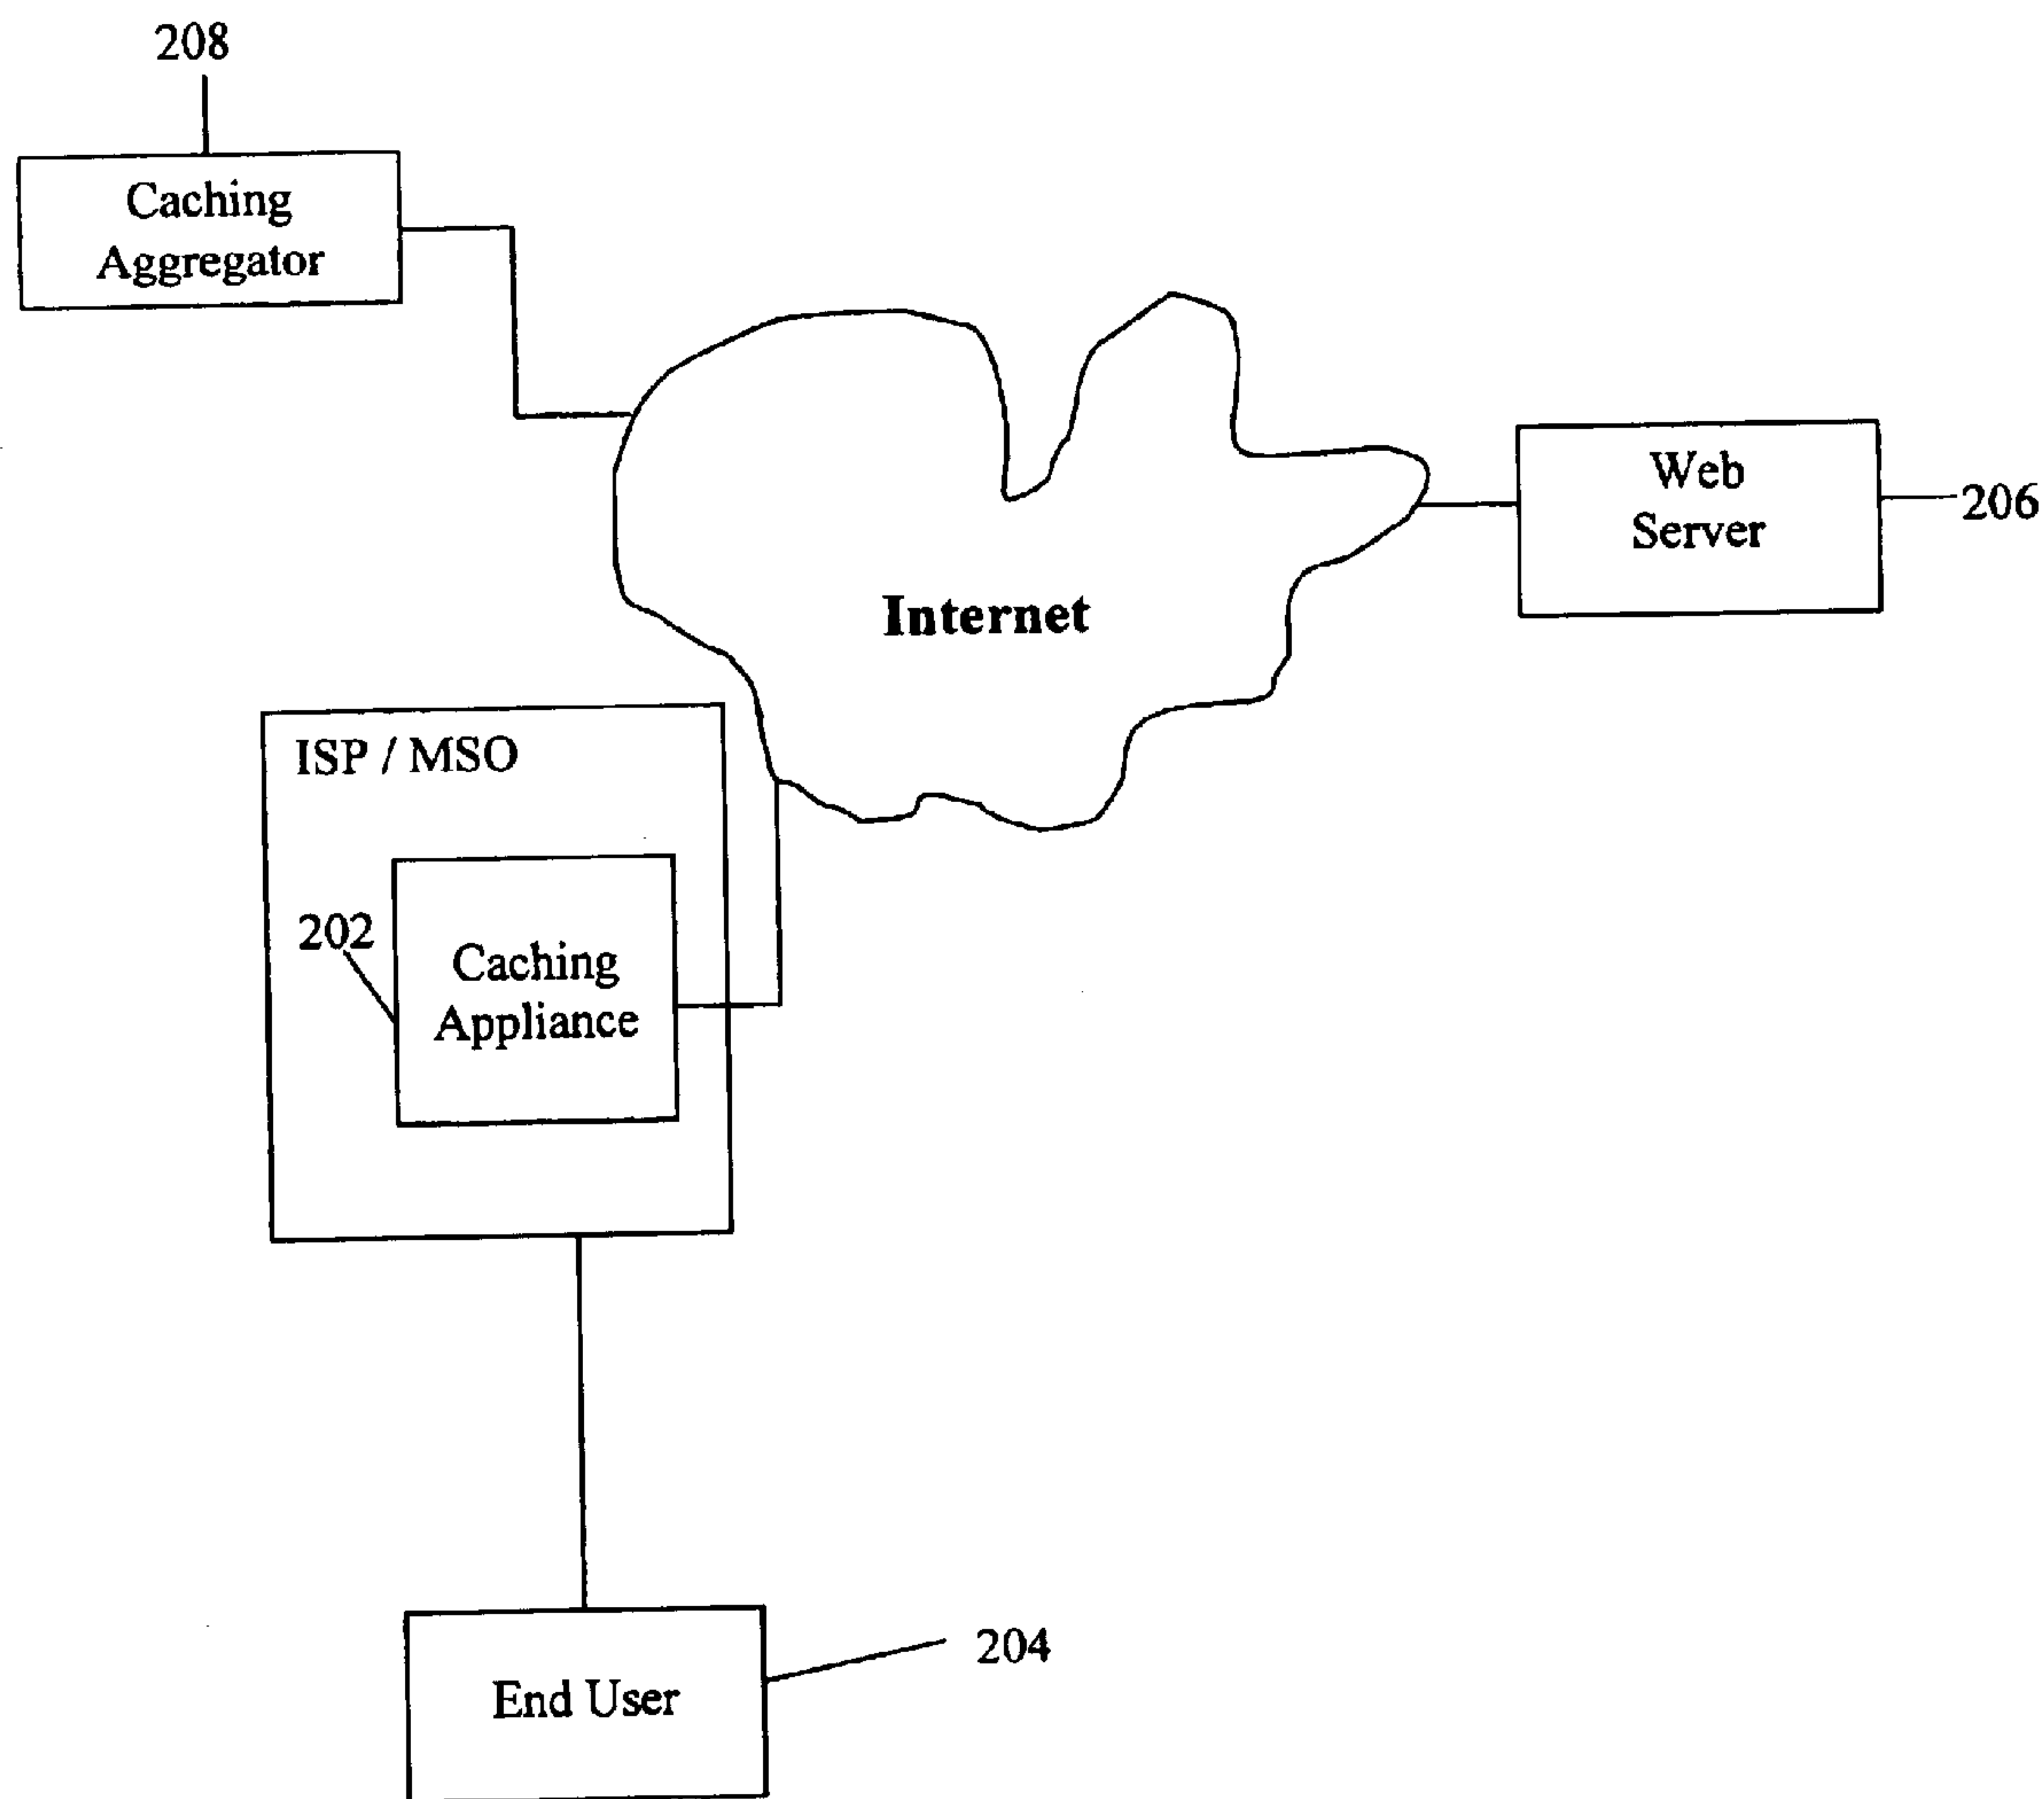 208
Caching
Aggregator
Web
Server
206
Internet
ISP / MSO
202
Caching
Appliance
204
End User